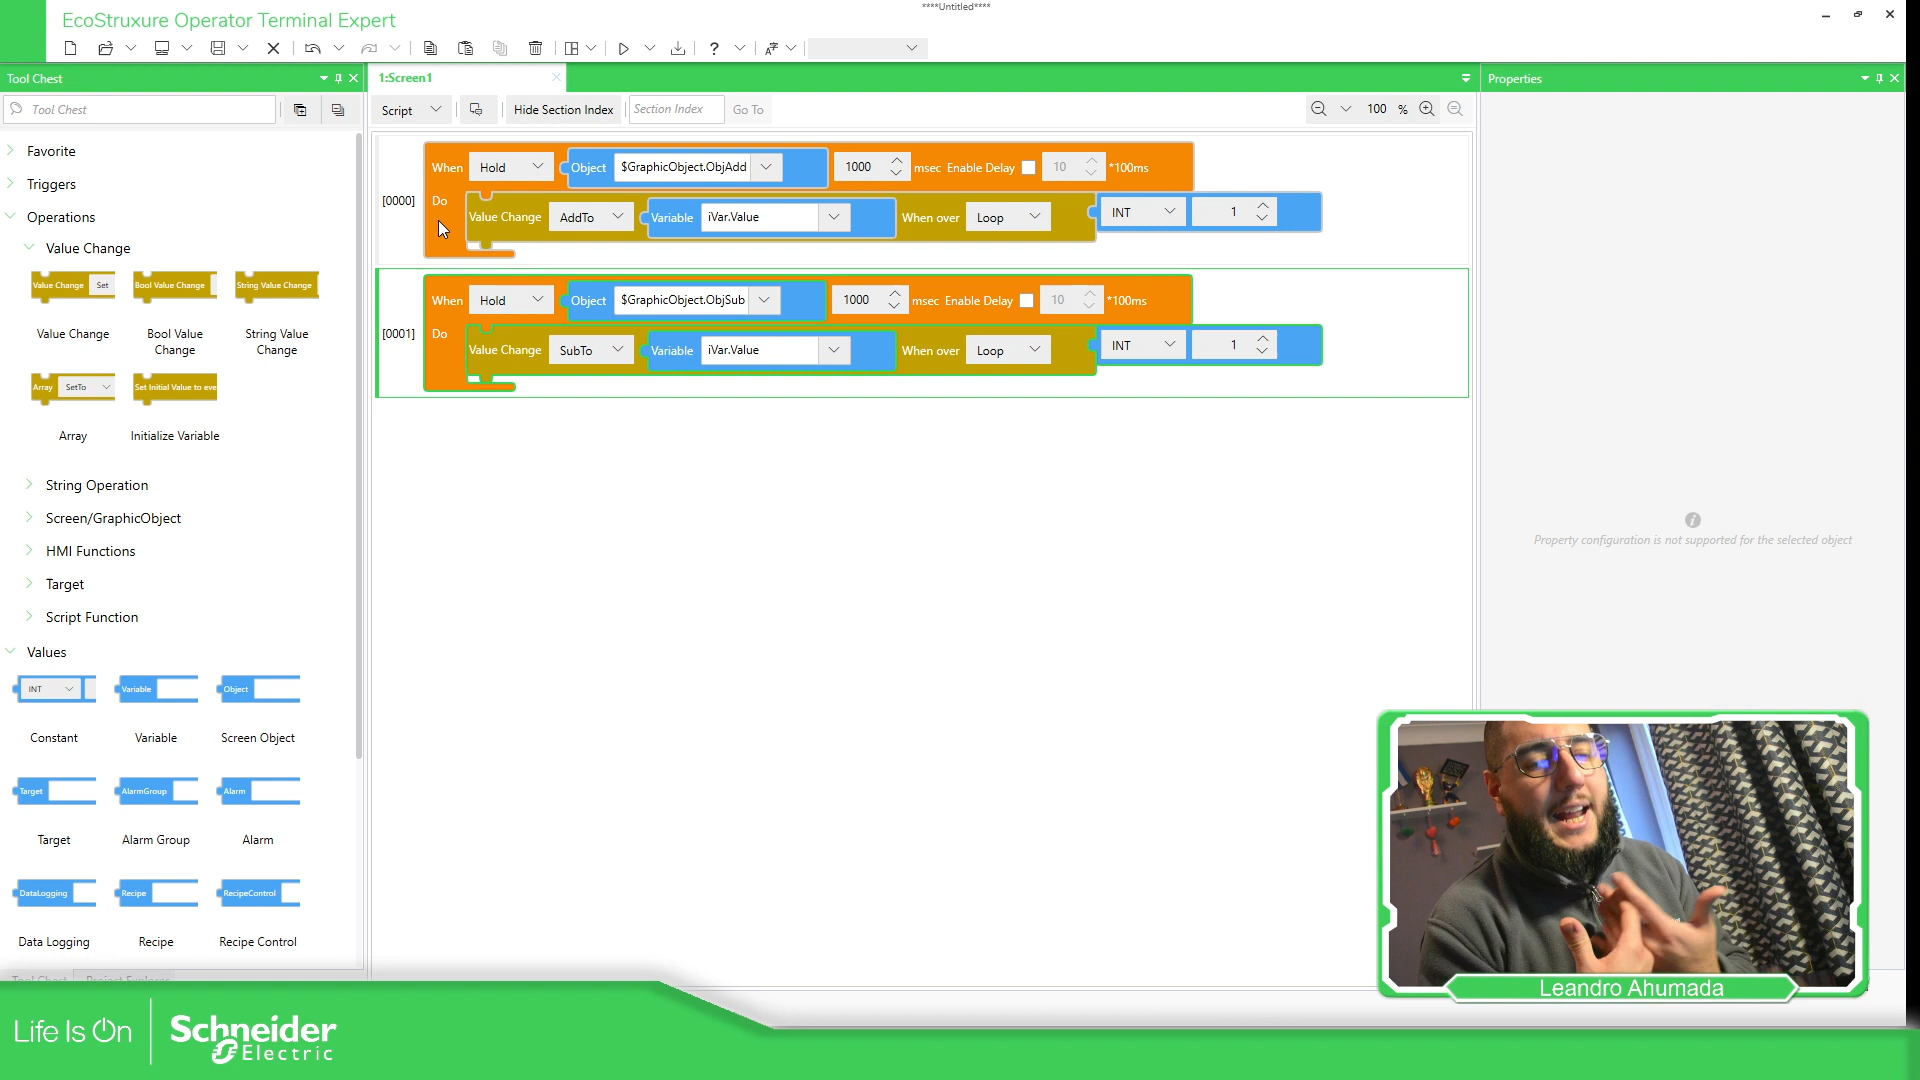 ****Untitled****
EcoStruxure Operator Terminal Expert
Tool Chest
1:Screen1
Properties
Tool Chest
Script
Hide Section Index
Section Index
Go To
100 %
Favorite
Triggers
Operations
Value Change
Value Change Set
Bool Value Change
String Value Change
Value Change
Bool Value Change
String Value Change
Array SetTo
Set Initial Value to eve
Array
Initialize Variable
String Operation
Screen/GraphicObject
HMI Functions
Target
Script Function
Values
INT
Variable
Object
Constant
Variable
Screen Object
Target
AlarmGroup
Alarm
Target
Alarm Group
Alarm
DataLogging
Recipe
RecipeControl
Data Logging
Recipe
Recipe Control
Tool Chest
Project Explorer
[0000]
When Hold Object $GraphicObject.ObjAdd 1000 msec Enable Delay 10 *100ms
Do
Value Change AddTo Variable iVar.Value When over Loop INT 1
[0001]
When Hold Object $GraphicObject.ObjSub 1000 msec Enable Delay 10 *100ms
Do
Value Change SubTo Variable iVar.Value When over Loop INT 1
Property configuration is not supported for the selected object
Leandro Ahumada
Life Is On
Schneider
Electric